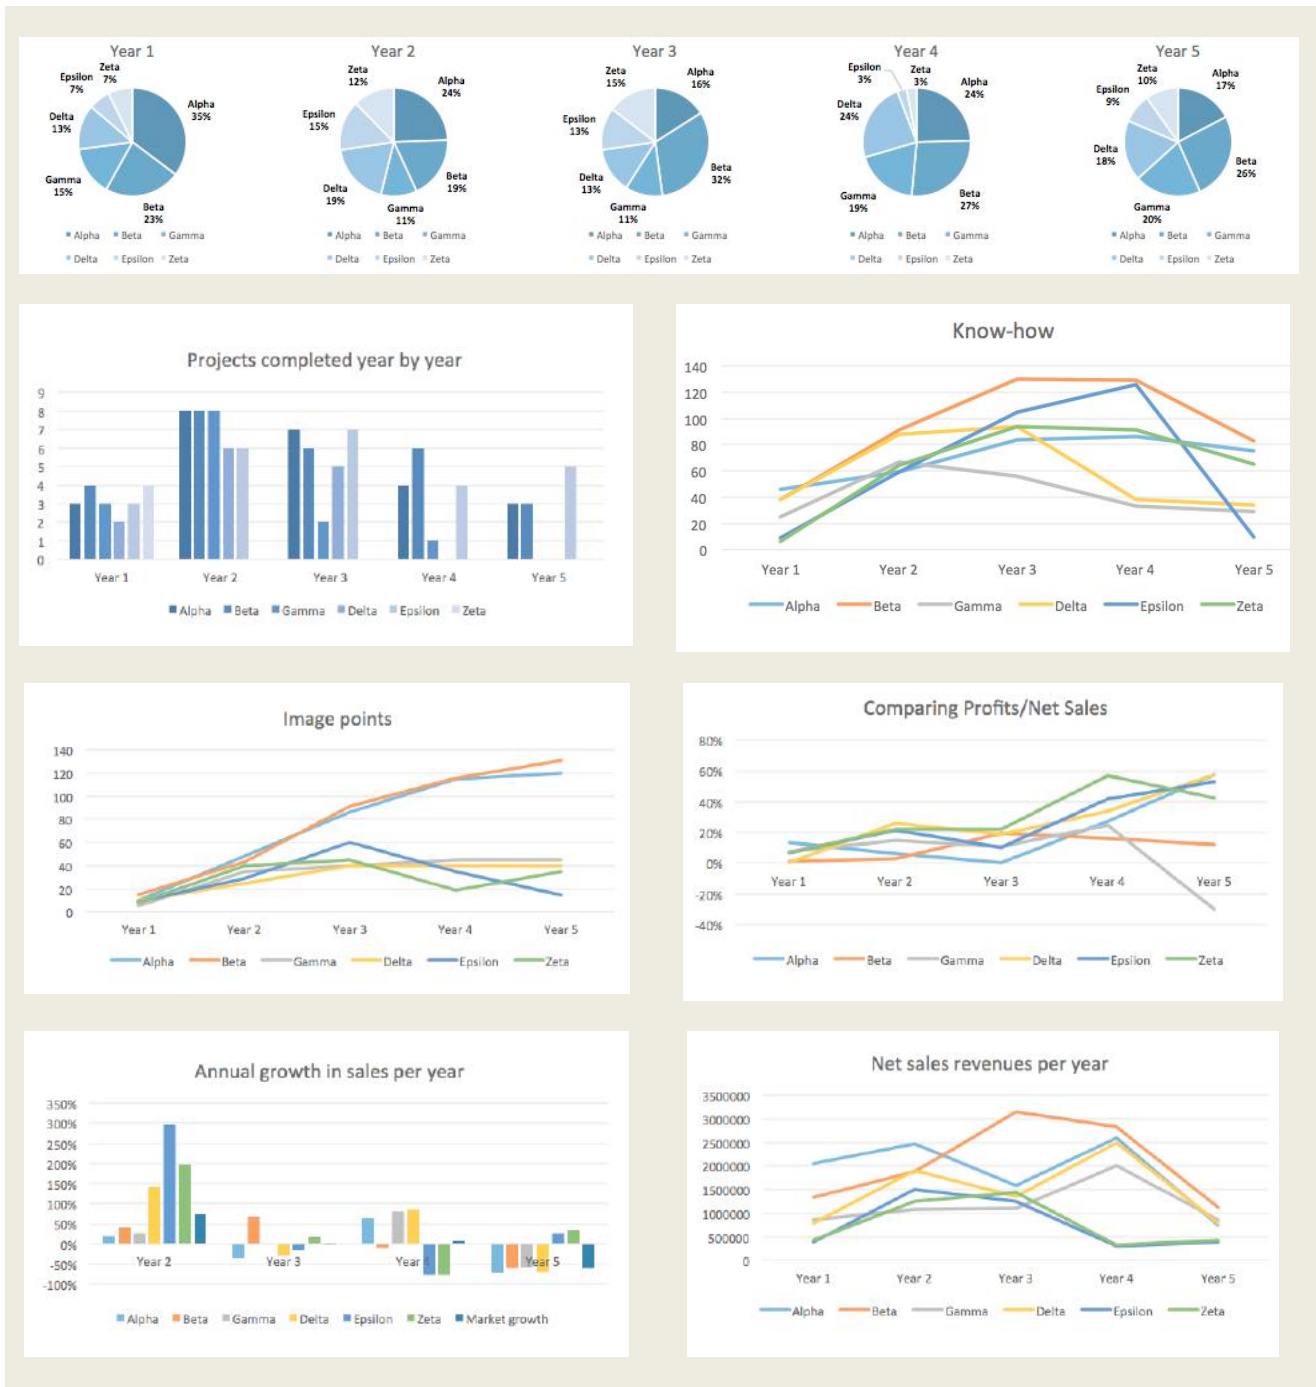 Year 1
Zeta
7%
Epsilon
7%
Alpha
35%
Delta
13%
Gamma
15%
Beta
23%
Alpha Beta Gamma
Delta Epsilon Zeta
Year 2
Zeta
12%
Alpha
24%
Epsilon
15%
Beta
19%
Delta
19%
Gamma
11%
Alpha Beta Gamma
Delta Epsilon Zeta
Year 3
Zeta
15%
Alpha
16%
Epsilon
13%
Beta
32%
Delta
13%
Gamma
11%
Alpha Beta Gamma
Delta Epsilon Zeta
Year 4
Epsilon
3%
Zeta
3%
Alpha
24%
Delta
24%
Gamma
19%
Beta
27%
Alpha Beta Gamma
Delta Epsilon Zeta
Year 5
Zeta
10%
Alpha
17%
Epsilon
9%
Delta
18%
Beta
26%
Gamma
20%
Alpha Beta Gamma
Delta Epsilon Zeta
Projects completed year by year
9
8
7
6
5
4
3
2
1
0
Year 1 Year 2 Year 3 Year 4 Year 5
Alpha Beta Gamma Delta Epsilon Zeta
Know-how
140
120
100
80
60
40
20
0
Year 1 Year 2 Year 3 Year 4 Year 5
Alpha Beta Gamma Delta Epsilon Zeta
Image points
140
120
100
80
60
40
20
0
Year 1 Year 2 Year 3 Year 4 Year 5
Alpha Beta Gamma Delta Epsilon Zeta
Comparing Profits/Net Sales
80%
60%
40%
20%
0%
Year 1 Year 2 Year 3 Year 4 Year 5
-20%
-40%
Alpha Beta Gamma Delta Epsilon Zeta
Annual growth in sales per year
350%
300%
250%
200%
150%
100%
50%
0%
Year 2 Year 3 Year 4 Year 5
-50%
-100%
Alpha Beta Gamma Delta Epsilon Zeta Market growth
Net sales revenues per year
3500000
3000000
2500000
2000000
1500000
1000000
500000
0
Year 1 Year 2 Year 3 Year 4 Year 5
Alpha Beta Gamma Delta Epsilon Zeta